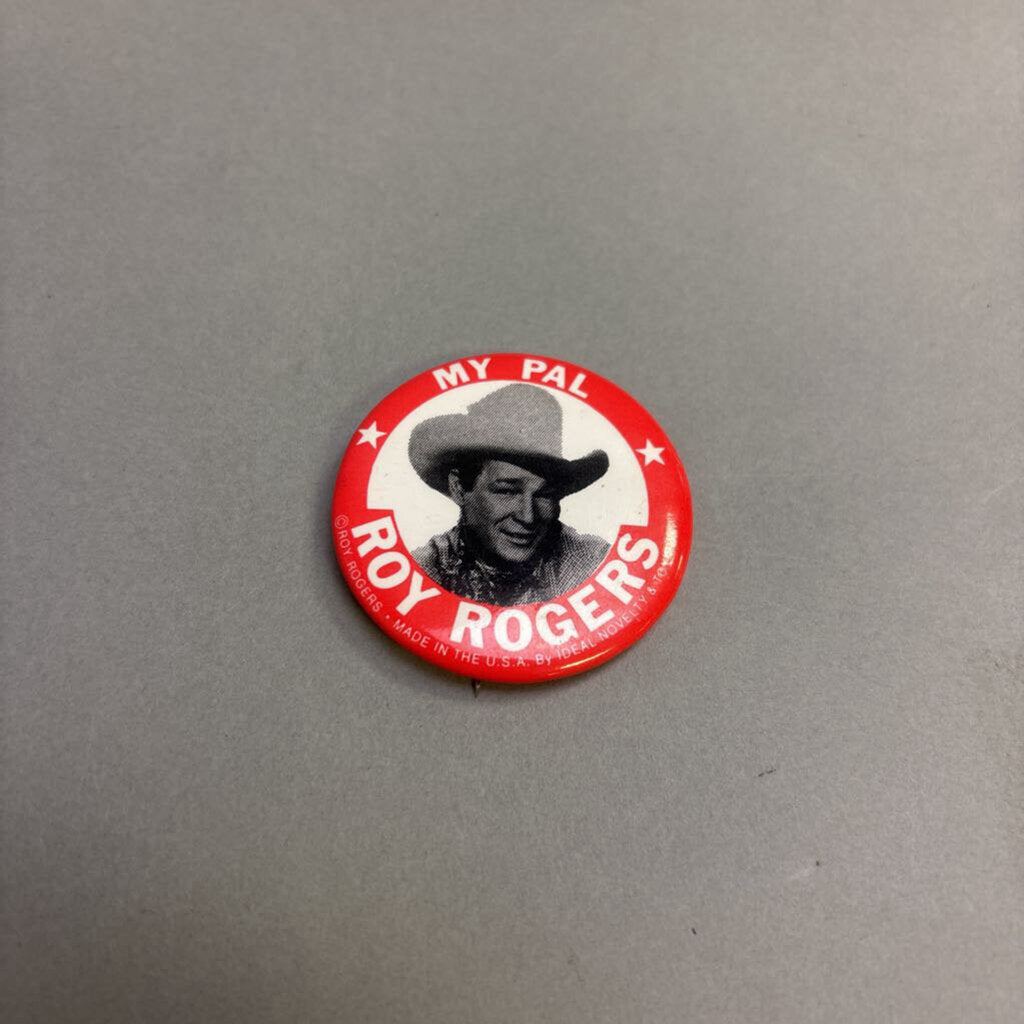 MY PAL
ROY ROGERS
©ROY ROGERS • MADE IN THE U.S.A. By IDEAL NOVELTY &